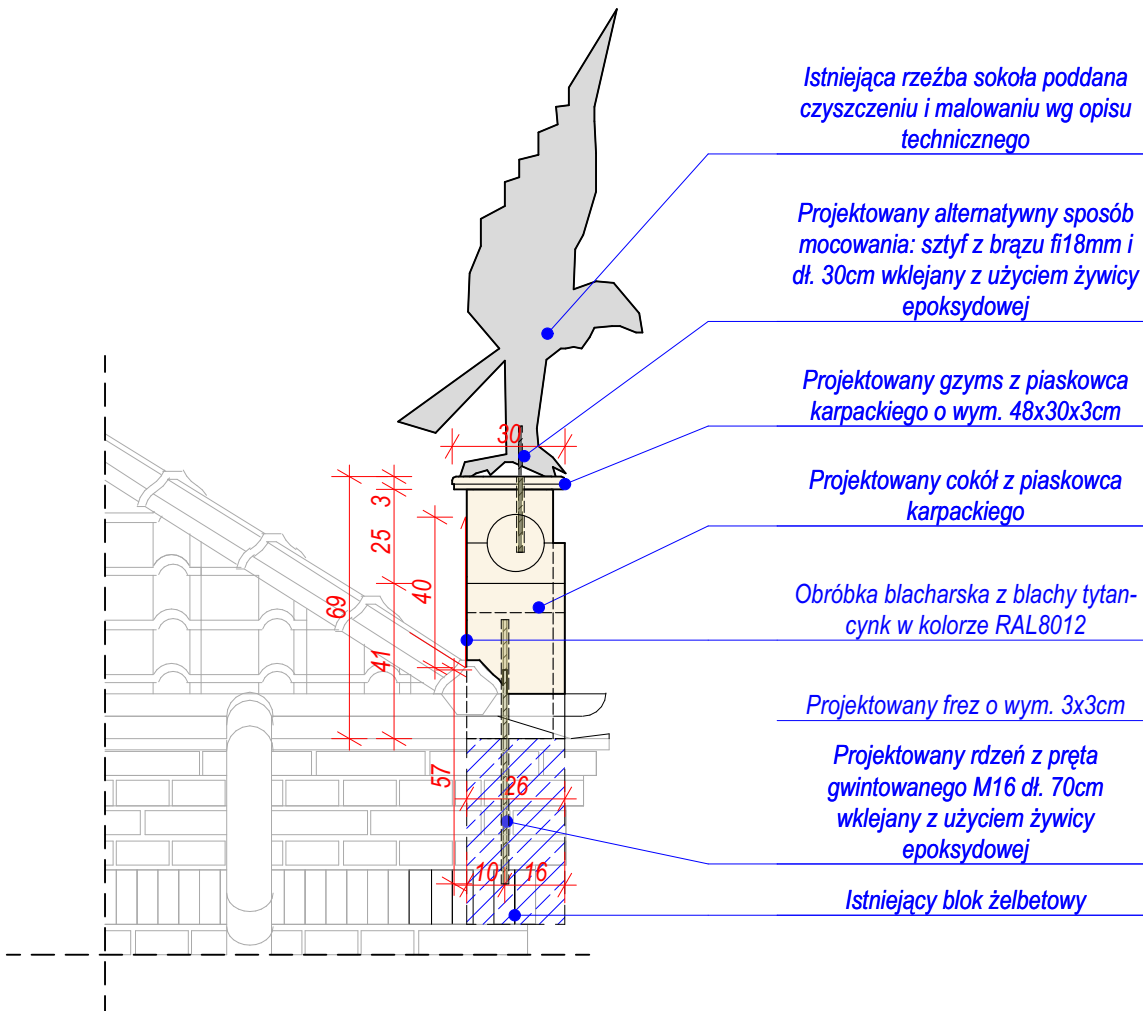 Istniejąca rzeźba sokoła poddana
czyszczeniu i malowaniu wg opisu
technicznego
Projektowany alternatywny sposób
mocowania: sztyf z brązu fi18mm i
dł. 30cm wklejany z użyciem żywicy
epoksydowej
Projektowany gzyms z piaskowca
karpackiego o wym. 48x30x3cm
Projektowany cokół z piaskowca
karpackiego
Obróbka blacharska z blachy tytan-
cynk w kolorze RAL8012
Projektowany frez o wym. 3x3cm
Projektowany rdzeń z pręta
gwintowanego M16 dł. 70cm
wklejany z użyciem żywicy
epoksydowej
Istniejący blok żelbetowy
30
3
25
40
69
41
57
26
10
16